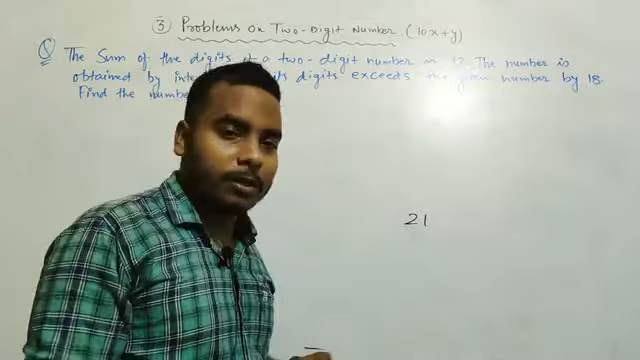 ③ Problems On Two-Digit Number. (10x+y)
Q The Sum of the digits of a two-digit number is 12. The number is
obtained by its digits exceeds the given number by 18.
Find the number
21